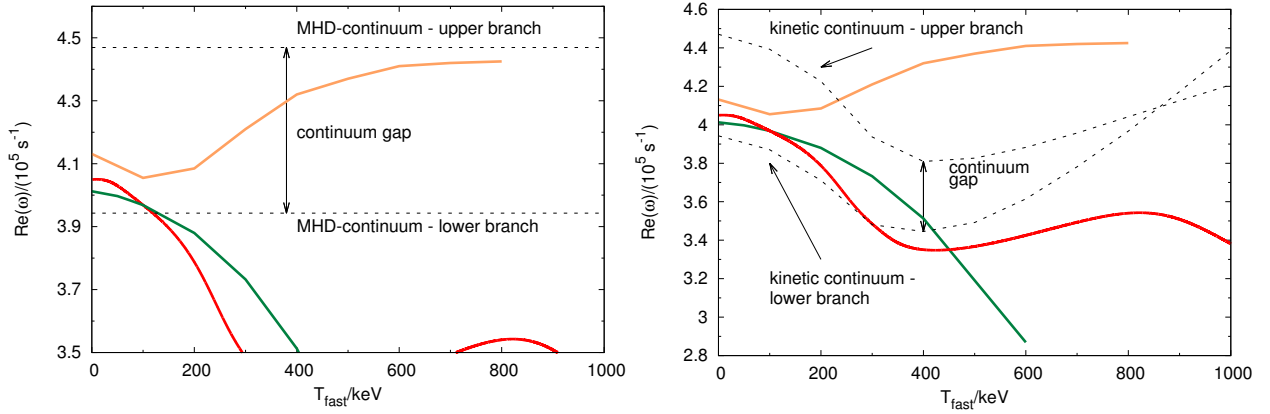 MHD-continuum - upper branch
continuum gap
MHD-continuum - lower branch
Re(ω)/(10⁵ s⁻¹)
4.5
4.3
4.1
3.9
3.7
3.5
0 200 400 600 800 1000
T_fast/keV
kinetic continuum - upper branch
continuum
gap
kinetic continuum -
lower branch
Re(ω)/(10⁵ s⁻¹)
4.6
4.4
4.2
4
3.8
3.6
3.4
3.2
3
2.8
0 200 400 600 800 1000
T_fast/keV